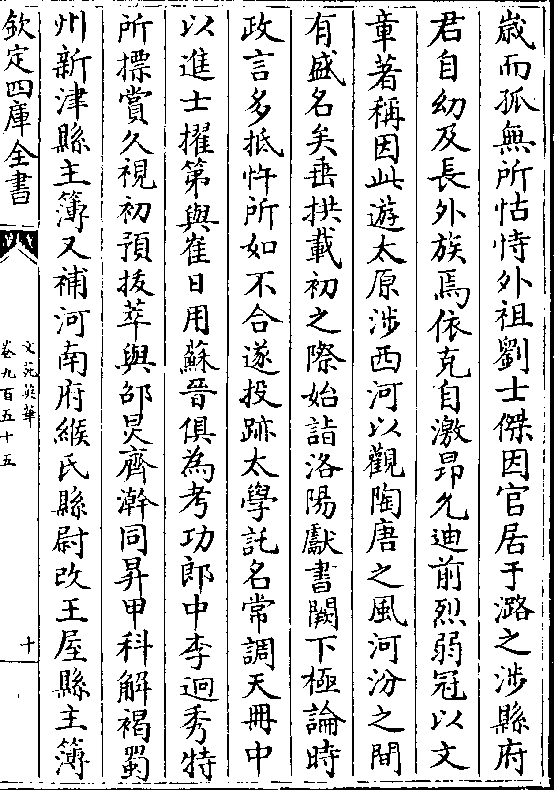 歳而孤無所怙恃外祖劉士傑因官居于潞之渉縣府
君自幼及長外族焉依克自激昂允迪前烈弱冠以文
章著稱因此遊太原渉西河以觀陶唐之風河汾之間
有盛名矣垂拱載初之際始詣洛陽獻書闕下極論時
政言多抵忤所如不合遂投跡太學託名常調天冊中
以進士擢第與崔日用蘇晉俱為考功郎中李迥秀特
所摽賞久視初預拔萃與邵炅齊澣同昇甲科解褐蜀
州新津縣主簿又補河南府緱氏縣尉改王屋縣主簿
欽定四庫全書
文苑英華
卷九百五十五
十